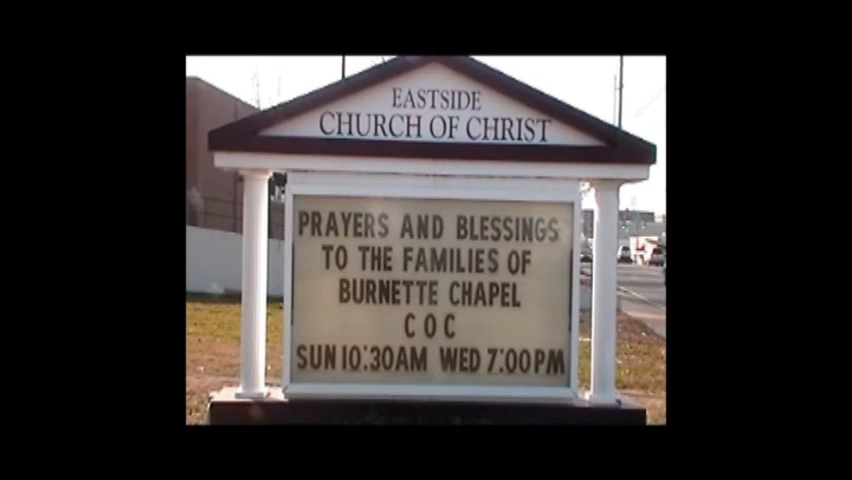 EASTSIDE
CHURCH OF CHRIST
PRAYERS AND BLESSINGS
TO THE FAMILIES OF
BURNETTE CHAPEL
C O C
SUN 10:30AM WED 7:00PM